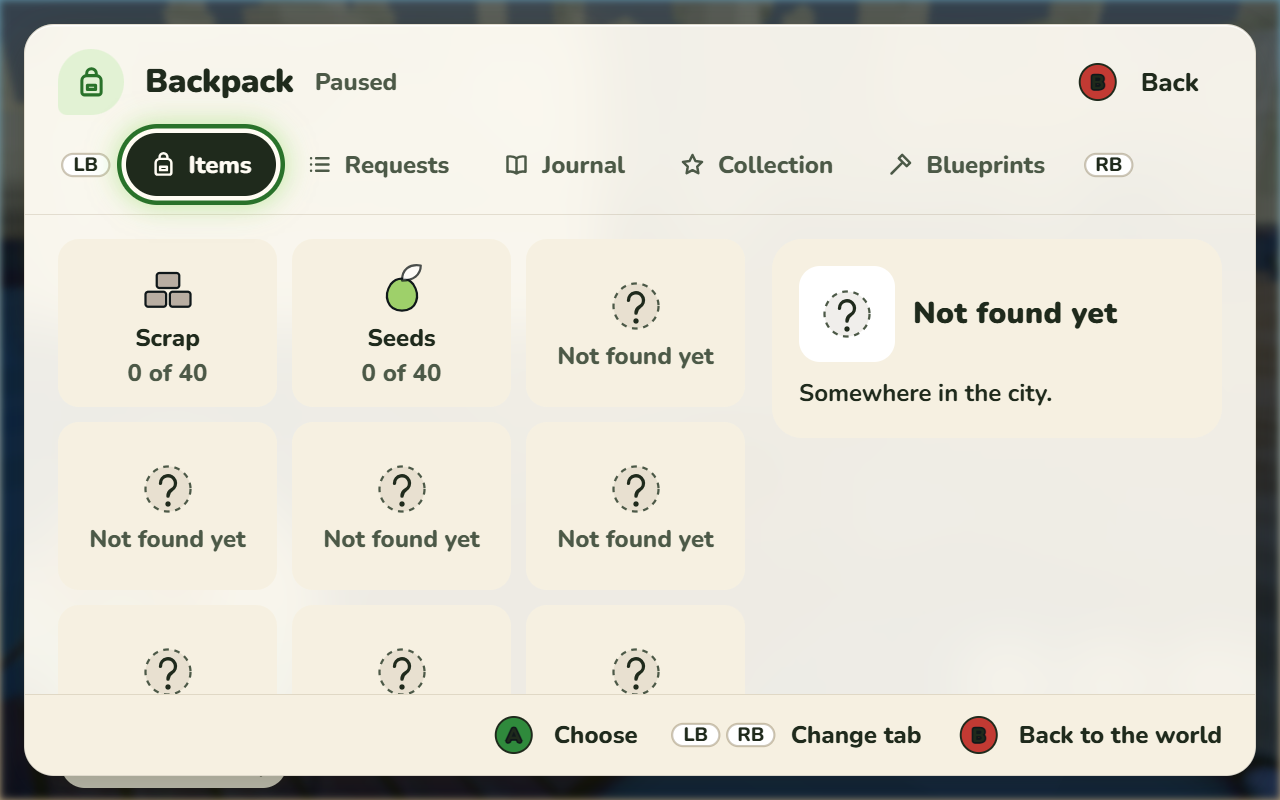 Backpack Paused
B Back
LB Items Requests Journal Collection Blueprints RB
Scrap
0 of 40
Seeds
0 of 40
? Not found yet
? Not found yet
Somewhere in the city.
? Not found yet
? Not found yet
? Not found yet
? ? ?
A Choose LB RB Change tab B Back to the world